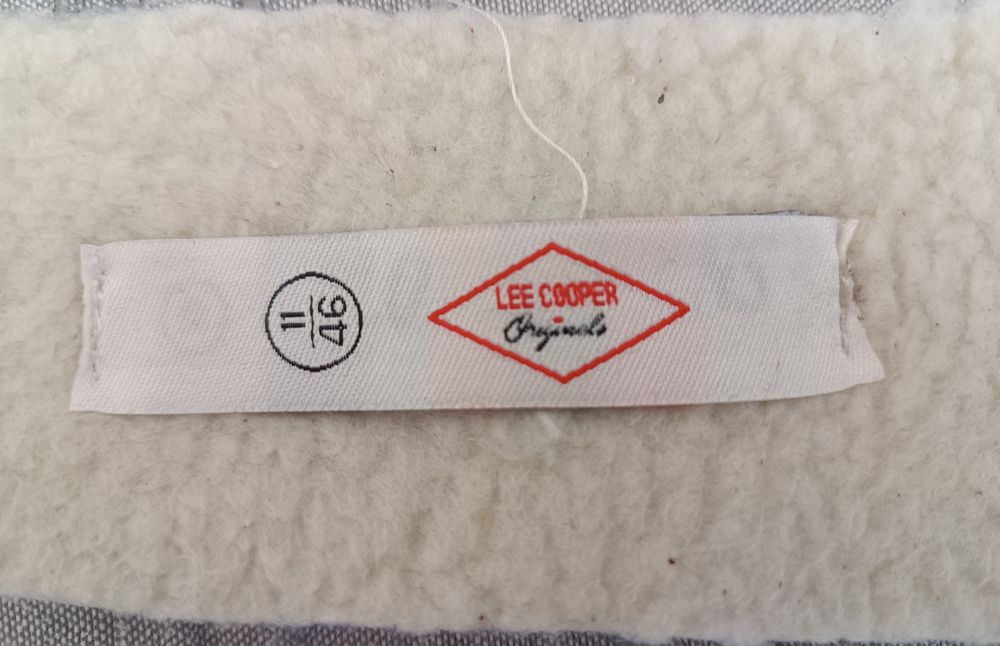 11
46
LEE COOPER
Originals